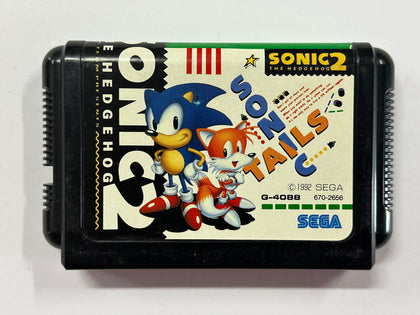 SONIC 2
THE HEDGEHOG
SONIC 2
THE HEDGEHOG
SONIC
TAILS
© 1992 SEGA
G-4088 670-2656
SEGA